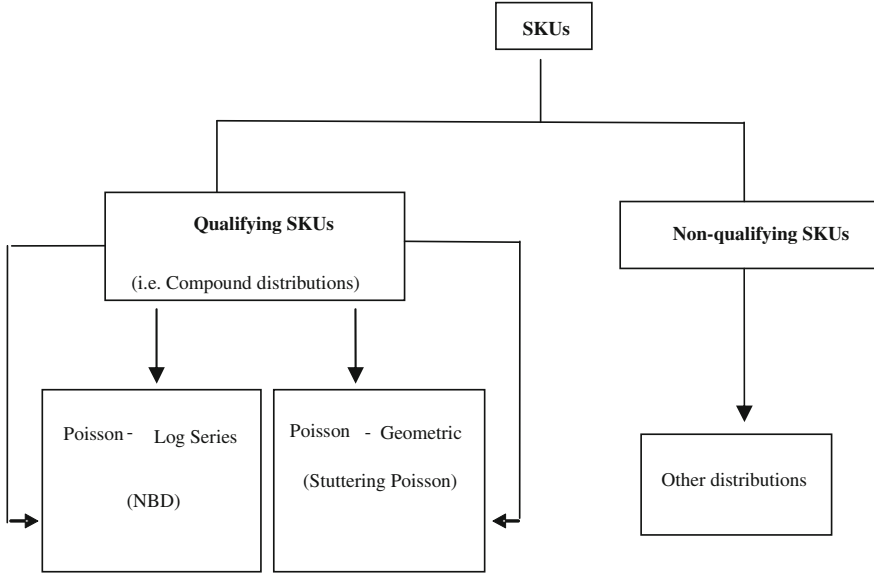 SKUs
Qualifying SKUs
(i.e. Compound distributions)
Non-qualifying SKUs
Poisson - Log Series
(NBD)
Poisson - Geometric
(Stuttering Poisson)
Other distributions